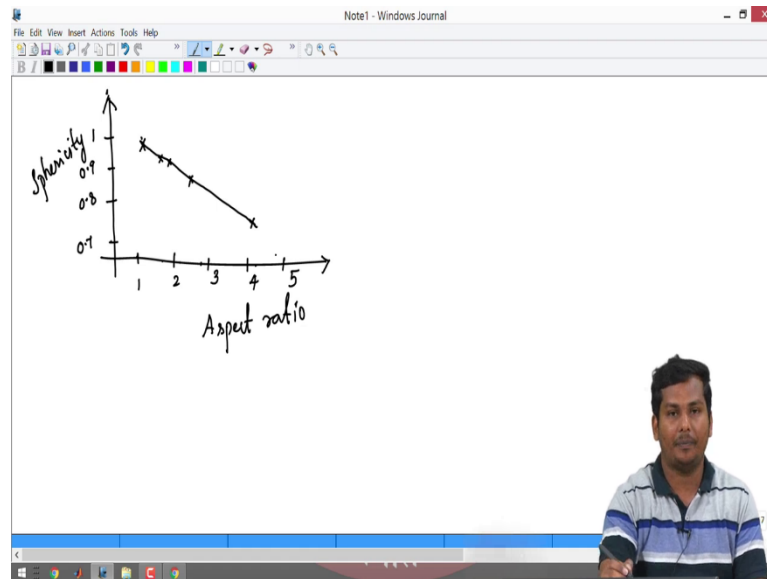 Note1 - Windows Journal
File Edit View Insert Actions Tools Help
B I
Sphericity
1
0.9
0.8
0.7
1 2 3 4 5
Aspect ratio
7